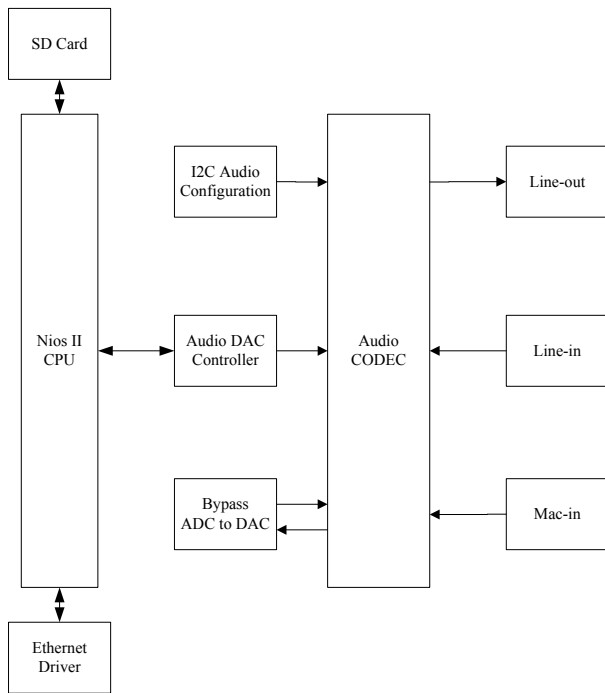 SD Card
I2C Audio
Configuration
Line-out
Nios II
CPU
Audio DAC
Controller
Audio
CODEC
Line-in
Bypass
ADC to DAC
Mac-in
Ethernet
Driver